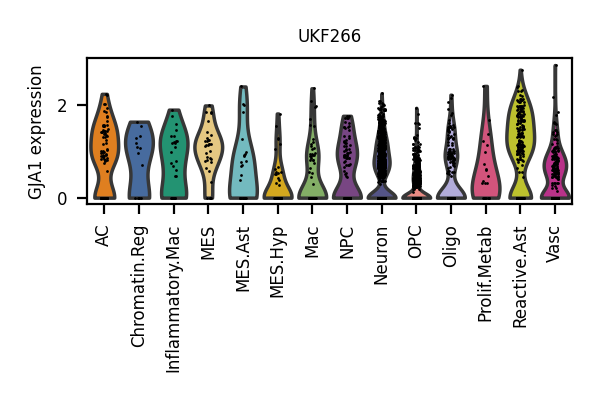 UKF266
GJA1 expression
2
0
AC
Chromatin.Reg
Inflammatory.Mac
MES
MES.Ast
MES.Hyp
Mac
NPC
Neuron
OPC
Oligo
Prolif.Metab
Reactive.Ast
Vasc